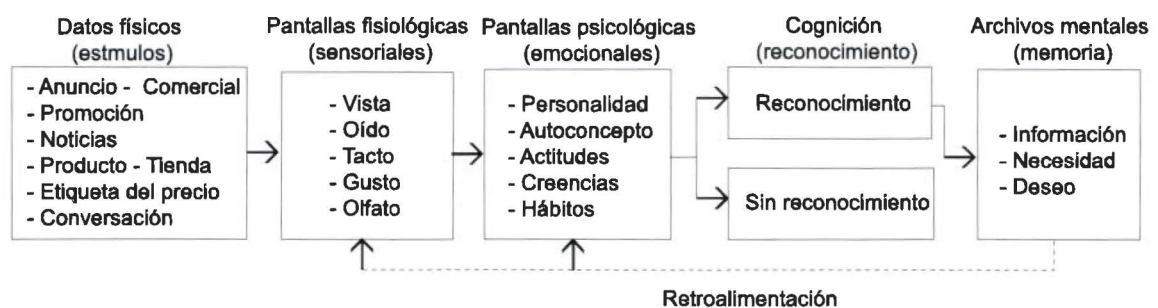 Datos físicos
(estmulos)
- Anuncio - Comercial
- Promoción
- Noticias
- Producto - Tienda
- Etiqueta del precio
- Conversación
Pantallas fisiológicas
(sensoriales)
- Vista
- Oído
- Tacto
- Gusto
- Olfato
Pantallas psicológicas
(emocionales)
- Personalidad
- Autoconcepto
- Actitudes
- Creencias
- Hábitos
Cognición
(reconocimiento)
Reconocimiento
Sin reconocimiento
Archivos mentales
(memoria)
- Información
- Necesidad
- Deseo
Retroalimentación